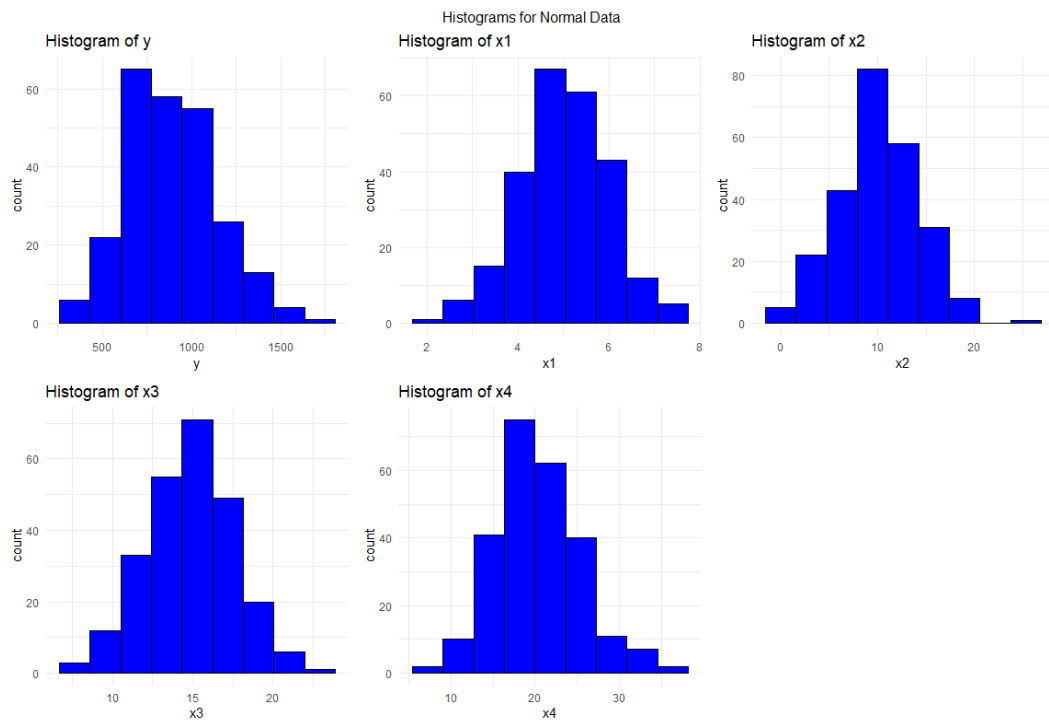 Histograms for Normal Data
Histogram of y
60
40
20
0
count
500 1000 1500
y
Histogram of x1
60
40
20
0
count
2 4 6 8
x1
Histogram of x2
80
60
40
20
0
count
0 10 20
x2
Histogram of x3
60
40
20
0
count
10 15 20
x3
Histogram of x4
60
40
20
0
count
10 20 30
x4